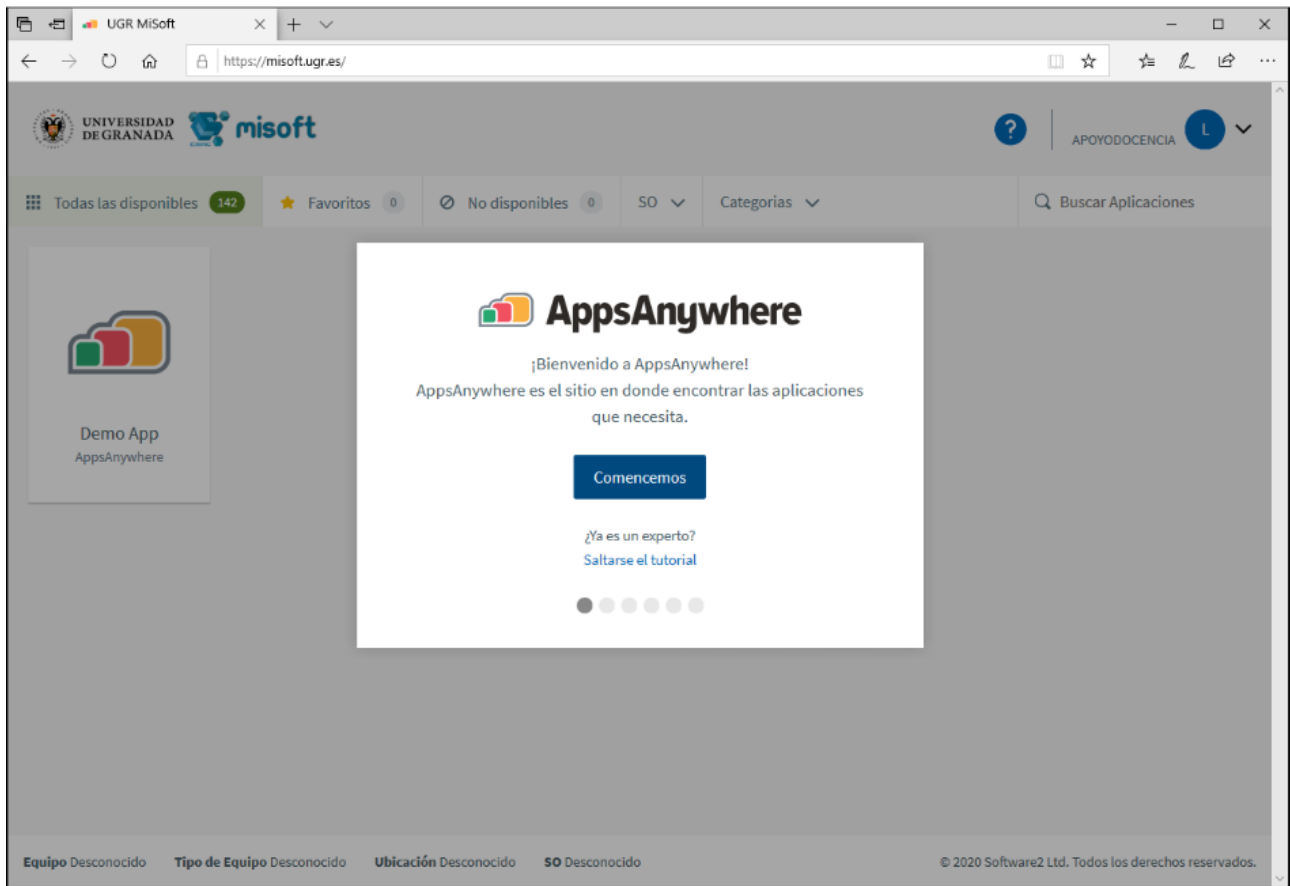 UGR MiSoft
https://misoft.ugr.es/
UNIVERSIDAD
DE GRANADA
misoft
?
APOYODOCENCIA
L
Todas las disponibles 142
Favoritos 0
No disponibles 0
SO
Categorias
Buscar Aplicaciones
Demo App
AppsAnywhere
AppsAnywhere
¡Bienvenido a AppsAnywhere!
AppsAnywhere es el sitio en donde encontrar las aplicaciones
que necesita.
Comencemos
¿Ya es un experto?
Saltarse el tutorial
Equipo Desconocido
Tipo de Equipo Desconocido
Ubicación Desconocido
SO Desconocido
© 2020 Software2 Ltd. Todos los derechos reservados.